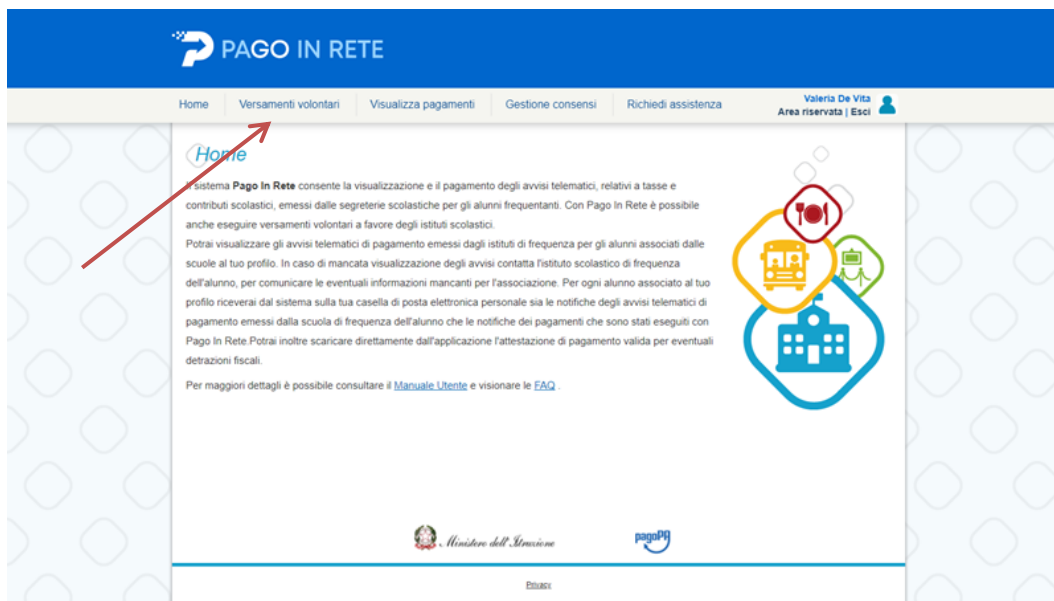 PAGO IN RETE
Home Versamenti volontari Visualizza pagamenti Gestione consensi Richiedi assistenza Valeria De Vita
Area riservata | Esci
Home
Il sistema Pago In Rete consente la visualizzazione e il pagamento degli avvisi telematici, relativi a tasse e
contributi scolastici, emessi dalle segreterie scolastiche per gli alunni frequentanti. Con Pago In Rete è possibile
anche eseguire versamenti volontari a favore degli istituti scolastici.
Potrai visualizzare gli avvisi telematici di pagamento emessi dagli istituti di frequenza per gli alunni associati dalle
scuole al tuo profilo. In caso di mancata visualizzazione degli avvisi contatta l'istituto scolastico di frequenza
dell'alunno, per comunicare le eventuali informazioni mancanti per l'associazione. Per ogni alunno associato al tuo
profilo riceverai dal sistema sulla tua casella di posta elettronica personale sia le notifiche degli avvisi telematici di
pagamento emessi dalla scuola di frequenza dell'alunno che le notifiche dei pagamenti che sono stati eseguiti con
Pago In Rete.Potrai inoltre scaricare direttamente dall'applicazione l'attestazione di pagamento valida per eventuali
detrazioni fiscali.
Per maggiori dettagli è possibile consultare il Manuale Utente e visionare le FAQ .
Ministero dell'Istruzione pagoPA
Privacy